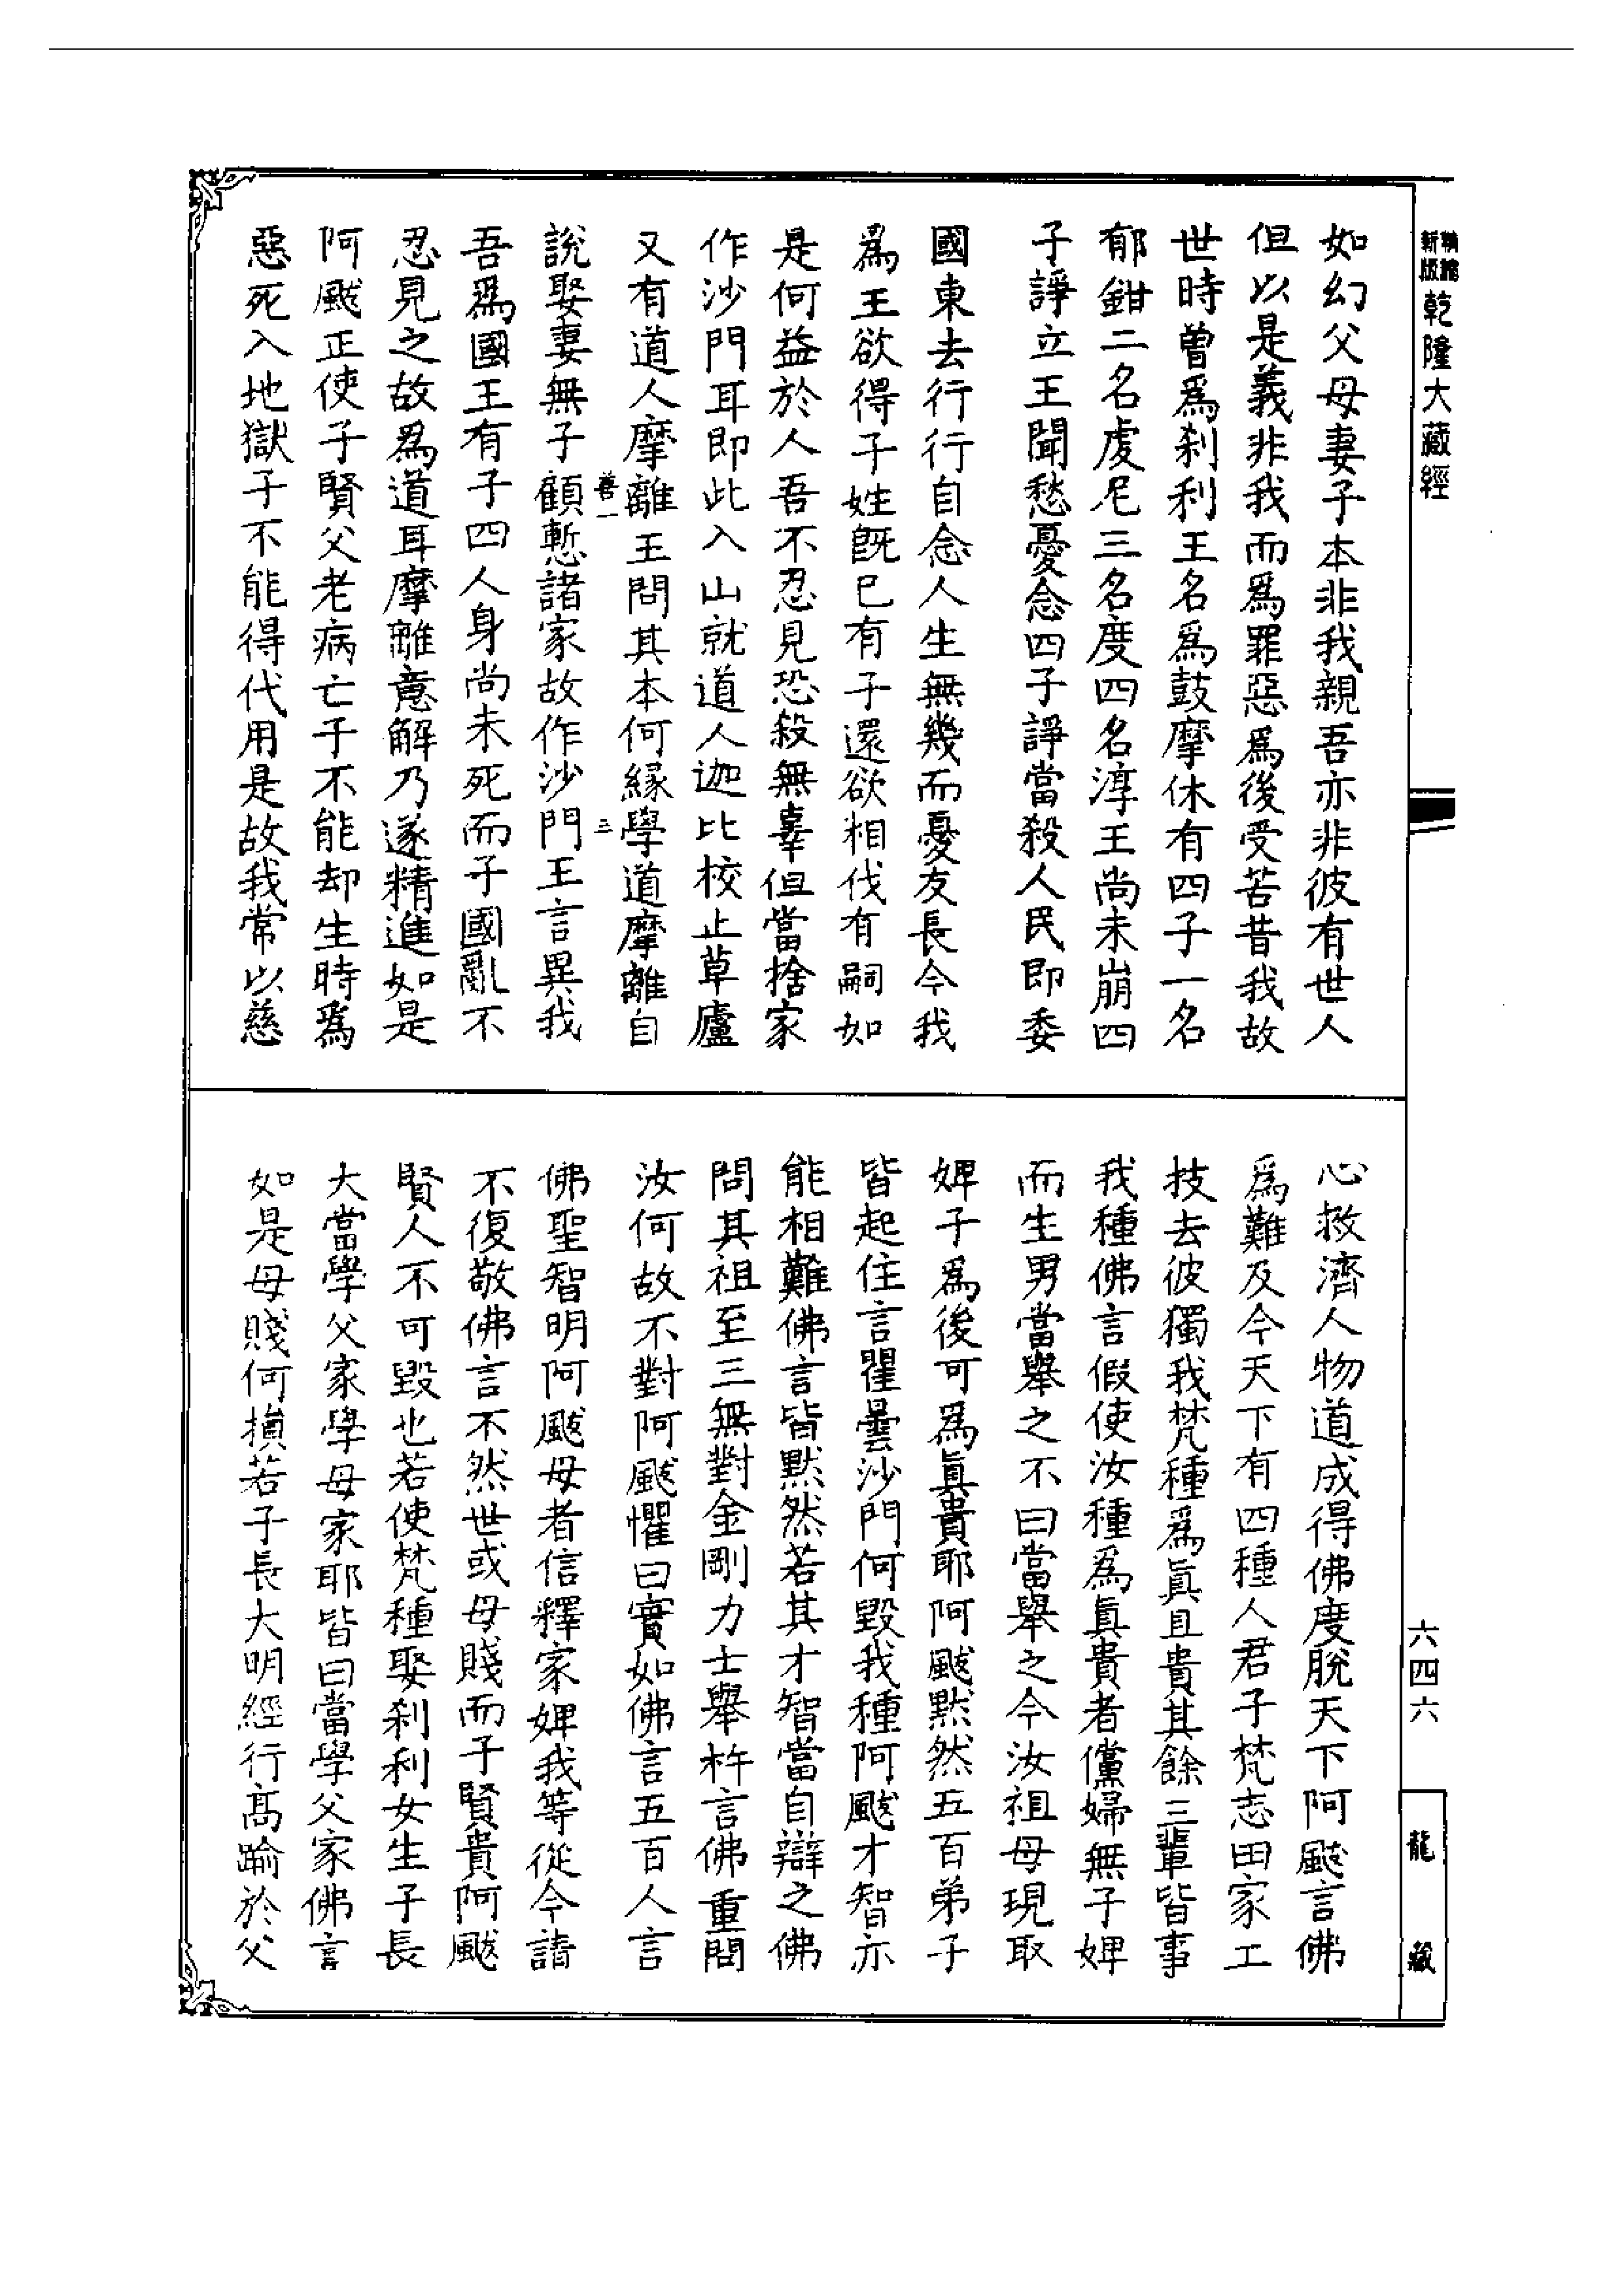 新版
乾隆大藏經
如幻父母妻子本非我親吾亦非彼有世人
但以是義非我而爲罪惡爲後受苦昔我故
世時曾爲剎利王名爲鼓摩休有四子一名
郁鉗二名虔尼三名度四名淳王尚未崩四
子諍立王聞愁憂念四子諍當殺人民即委
國東去行行自念人生無幾而憂友長今我
爲王欲得子姓旣已有子還欲相伐有嗣如
是何益於人吾不忍見恐殺無辜但當捨家
作沙門耳即此入山就道人迦比校止草廬
又有道人摩離王問其本何緣學道摩離自
善一
三
說娶妻無子顧慙諸家故作沙門王言異我
吾爲國王有子四人身尚未死而子國亂不
忍見之故爲道耳摩離意解乃遂精進如是
阿颰正使子賢父老病亡子不能却生時爲
惡死入地獄子不能得代用是故我常以慈
心救濟人物道成得佛度脫天下阿颰言佛
爲難及今天下有四種人君子梵志田家工
技去彼獨我梵種爲眞且貴其餘三輩皆事
我種佛言假使汝種爲眞貴者儻婦無子婢
而生男當舉之不曰當舉之今汝祖母現取
婢子爲後可爲眞貴耶阿颰默然五百弟子
皆起住言瞿曇沙門何毀我種阿颰才智亦
能相難佛言皆默然若其才智當自辯之佛
問其祖至三無對金剛力士舉杵言佛重問
汝何故不對阿颰懼曰實如佛言五百人言
佛聖智明阿颰母者信釋家婢我等從今請
不復敬佛言不然世或母賤而子賢貴阿颰
賢人不可毀也若使梵種娶剎利女生子長
大當學父家學母家耶皆曰當學父家佛言
如是母賤何損若子長大明經行高踰於父
六四六
龍藏